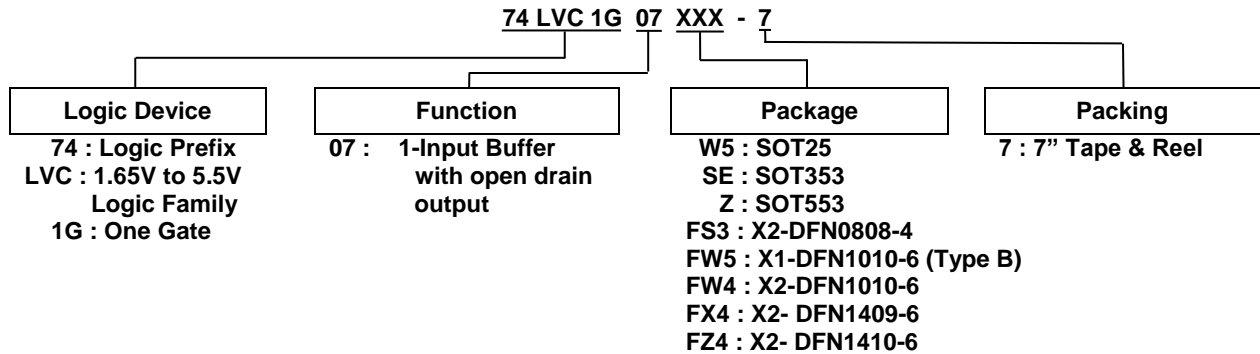 74 LVC 1G 07 XXX - 7
Logic Device
74 : Logic Prefix
LVC : 1.65V to 5.5V
Logic Family
1G : One Gate
Function
07 : 1-Input Buffer
with open drain
output
Package
W5 : SOT25
SE : SOT353
Z : SOT553
FS3 : X2-DFN0808-4
FW5 : X1-DFN1010-6 (Type B)
FW4 : X2-DFN1010-6
FX4 : X2- DFN1409-6
FZ4 : X2- DFN1410-6
Packing
7 : 7” Tape & Reel